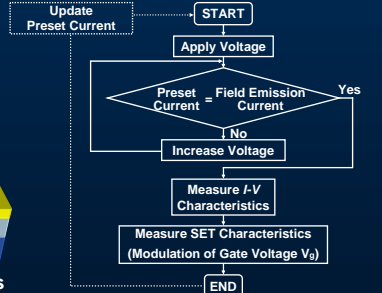 Update
Preset Current
START
Apply Voltage
Preset = Field Emission
Current Current
Yes
No
Increase Voltage
Measure I-V
Characteristics
Measure SET Characteristics
(Modulation of Gate Voltage Vg)
END
s